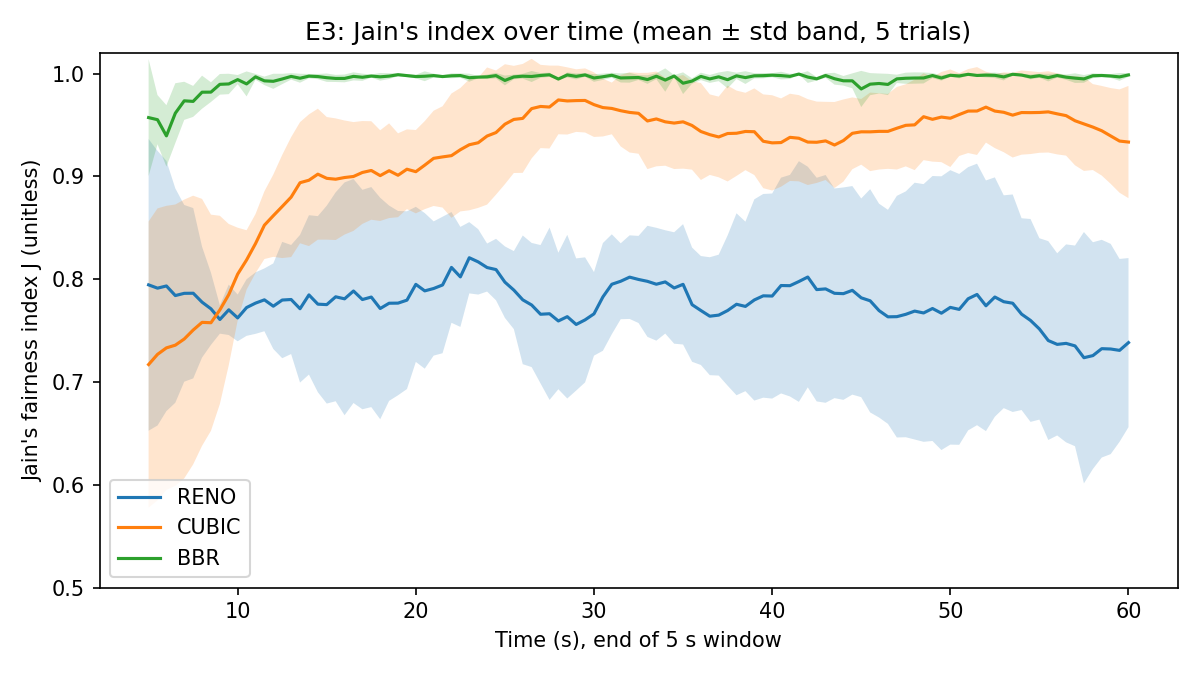 E3: Jain's index over time (mean ± std band, 5 trials)
Jain's fairness index J (unitless)
1.0
0.9
0.8
0.7
0.6
0.5
RENO
CUBIC
BBR
10
20
30
40
50
60
Time (s), end of 5 s window